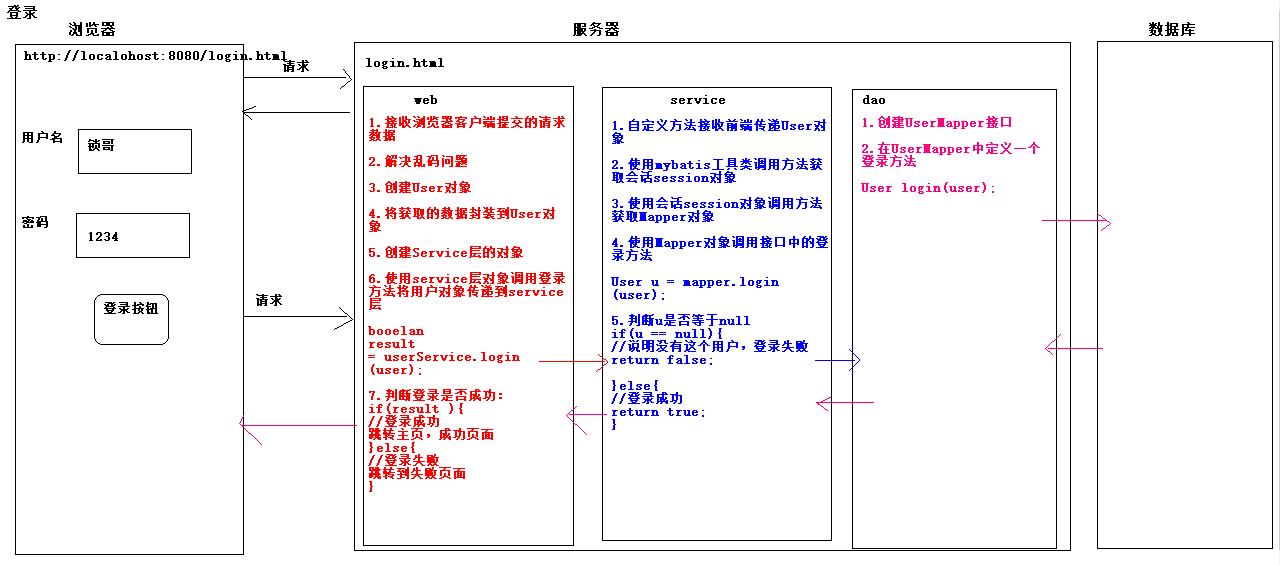 登录
浏览器
服务器
数据库
http://localohost:8080/login.html
请求
用户名
锁哥
密码
1234
登录按钮
请求
login.html
web
1.接收浏览器客户端提交的请求
数据
2.解决乱码问题
3.创建User对象
4.将获取的数据封装到User对
象
5.创建Service层的对象
6.使用service层对象调用登录
方法将用户对象传递到service
层
booelan
result
= userService.login
(user);
7.判断登录是否成功:
if(result ){
//登录成功
跳转主页，成功页面
}else{
//登录失败
跳转到失败页面
}
service
1.自定义方法接收前端传递User对
象
2.使用mybatis工具类调用方法获
取会话session对象
3.使用会话session对象调用方法
获取Mapper对象
4.使用Mapper对象调用接口中的登
录方法
User u = mapper.login
(user);
5.判断u是否等于null
if(u == null){
//说明没有这个用户，登录失败
return false;
}else{
//登录成功
return true;
}
dao
1.创建UserMapper接口
2.在UserMapper中定义一个
登录方法
User login(user);